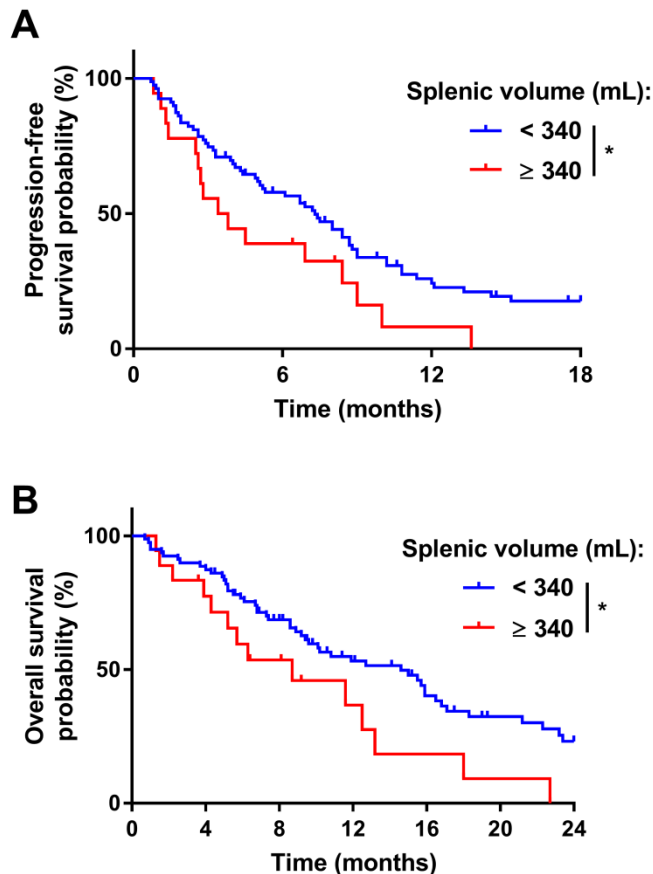 A
Progression-free
survival probability (%)
100
50
0
0 6 12 18
Time (months)
Splenic volume (mL):
< 340
≥ 340
*
B
Overall survival
probability (%)
100
50
0
0 4 8 12 16 20 24
Time (months)
Splenic volume (mL):
< 340
≥ 340
*